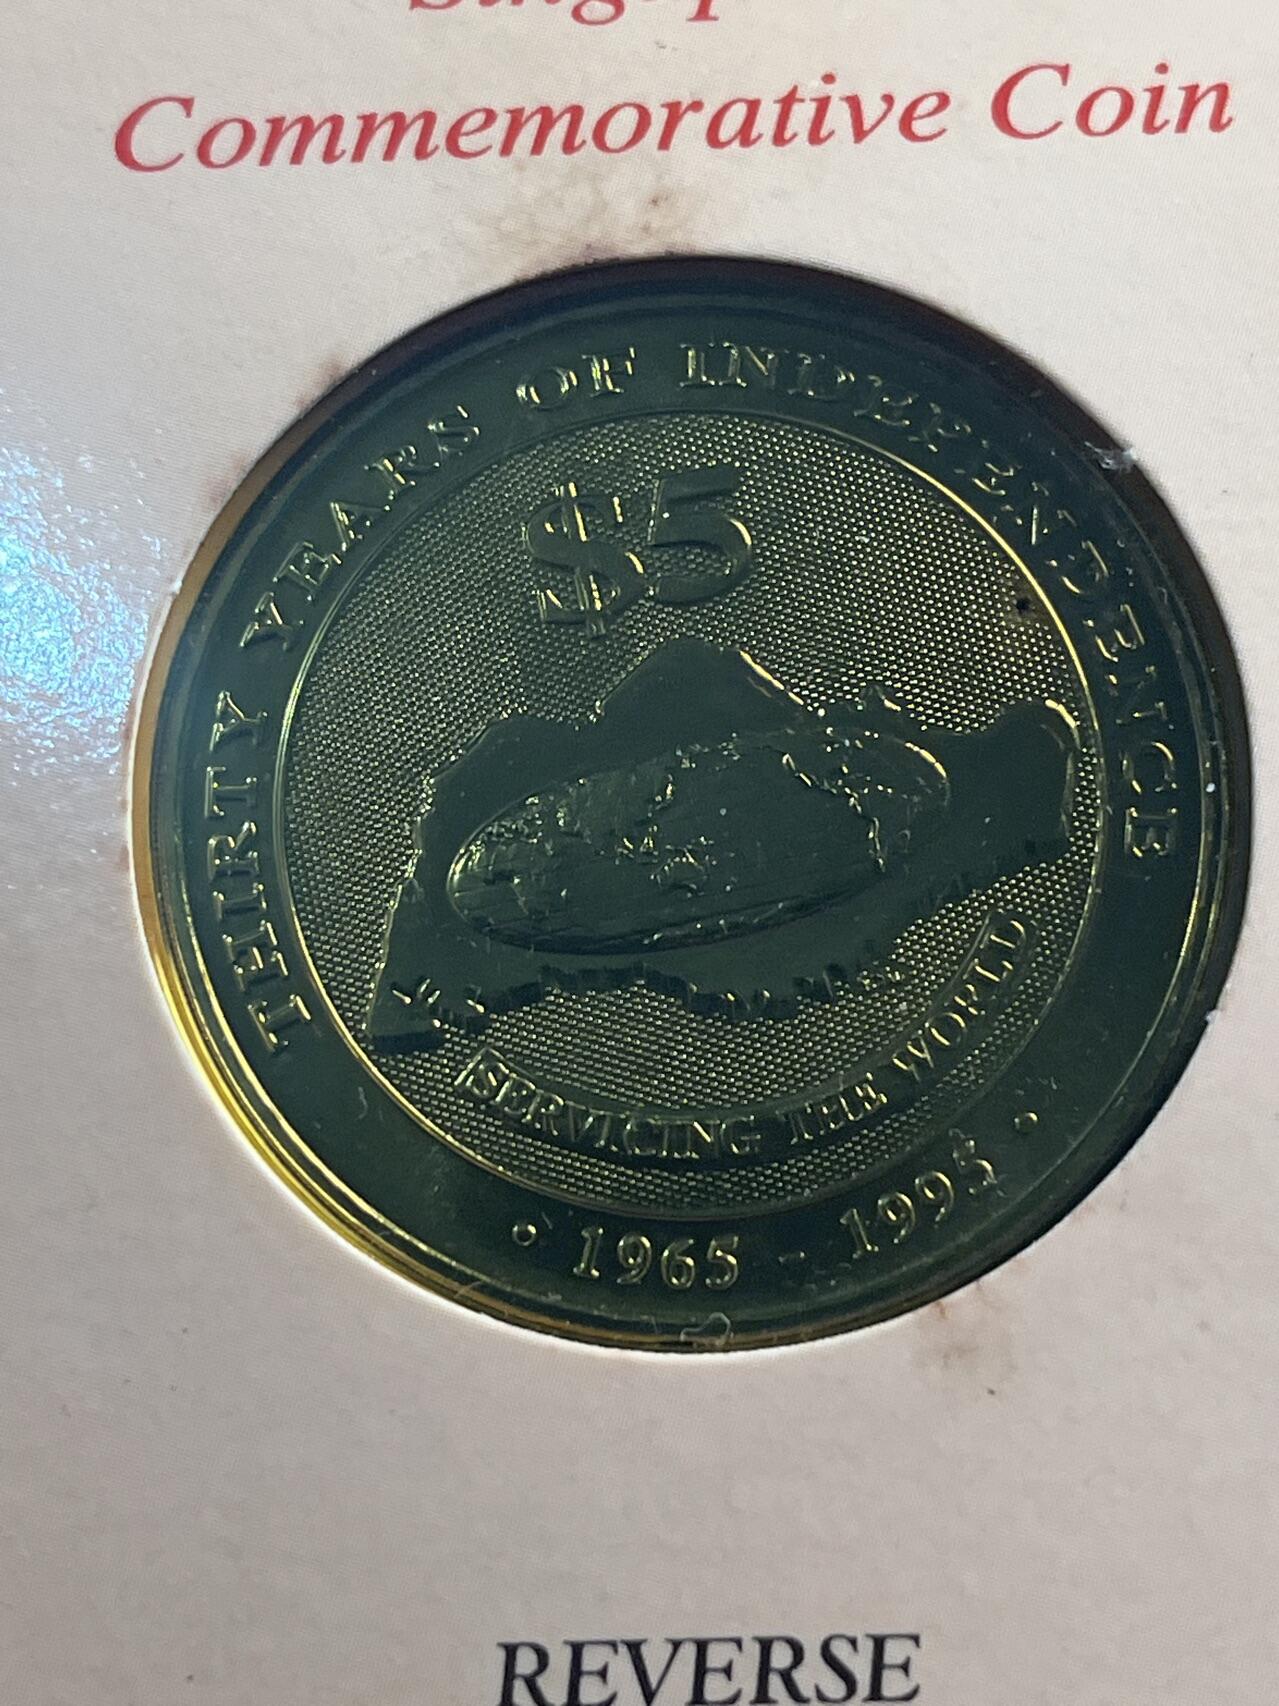 Commemorative Coin
THIRTY YEARS OF INDEPENDENCE
$5
SERVICING THE WORLD
• 1965 - 1995 •
REVERSE